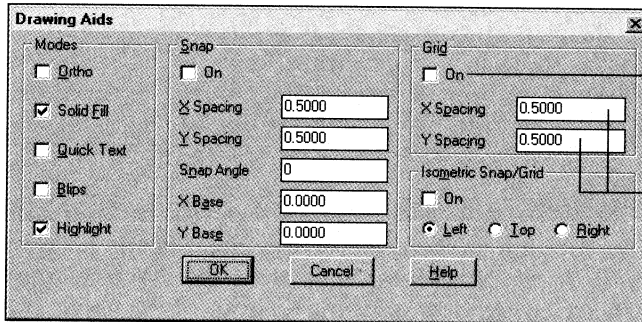 Drawing Aids
Modes
Ortho
Solid Fill
Quick Text
Blips
Highlight
Snap
On
X Spacing 0.5000
Y Spacing 0.5000
Snap Angle 0
X Base 0.0000
Y Base 0.0000
Grid
On
X Spacing 0.5000
Y Spacing 0.5000
Isometric Snap/Grid
On
Left Top Right
OK Cancel Help